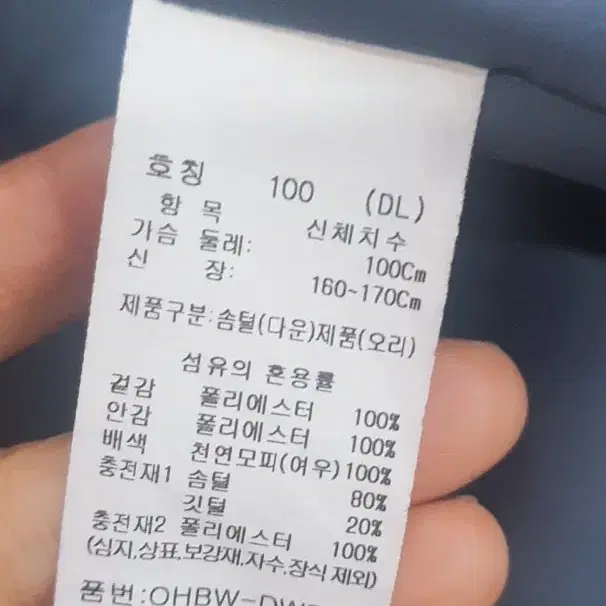 호칭 100 (DL)
항 목 신체치수
가슴 둘레: 100Cm
신 장: 160~170Cm
제품구분:솜털(다운)제품(오리)
섬유의 혼용률
겉감 폴리에스터 100%
안감 폴리에스터 100%
배색 천연모피(여우)100%
충전재1 솜털 80%
깃털 20%
충전재2 폴리에스터 100%
(심지,상표,보강재,자수,장식 제외)
품번:OHBW-DW